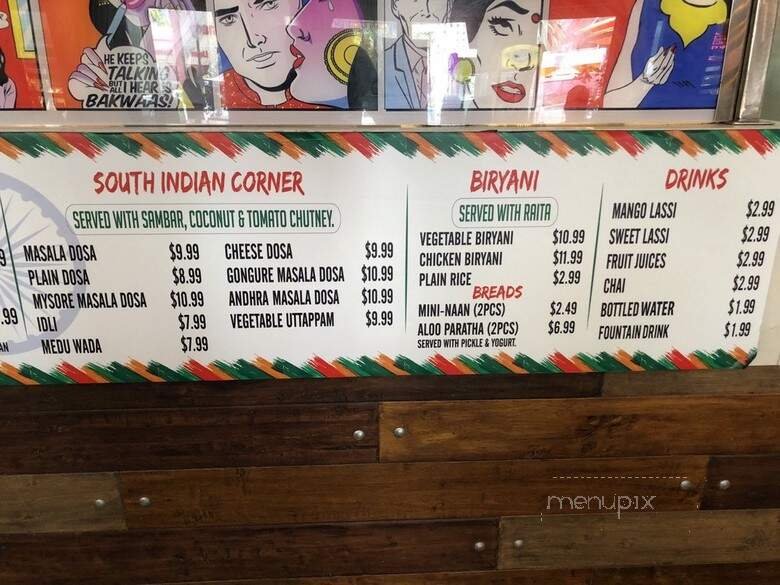 HE KEEPS
TALKING
BUT
ALL I HEAR IS
BAKWAAS!
SOUTH INDIAN CORNER
SERVED WITH SAMBAR, COCONUT & TOMATO CHUTNEY.
MASALA DOSA $9.99
PLAIN DOSA $8.99
MYSORE MASALA DOSA $10.99
IDLI $7.99
MEDU WADA $7.99
CHEESE DOSA $9.99
GONGURE MASALA DOSA $10.99
ANDHRA MASALA DOSA $10.99
VEGETABLE UTTAPPAM $9.99
BIRYANI
SERVED WITH RAITA
VEGETABLE BIRYANI $10.99
CHICKEN BIRYANI $11.99
PLAIN RICE $2.99
BREADS
MINI-NAAN (2PCS) $2.49
ALOO PARATHA (2PCS) $6.99
SERVED WITH PICKLE & YOGURT.
DRINKS
MANGO LASSI $2.99
SWEET LASSI $2.99
FRUIT JUICES $2.99
CHAI $2.99
BOTTLED WATER $1.99
FOUNTAIN DRINK $1.99
9
.99
AN
menupix